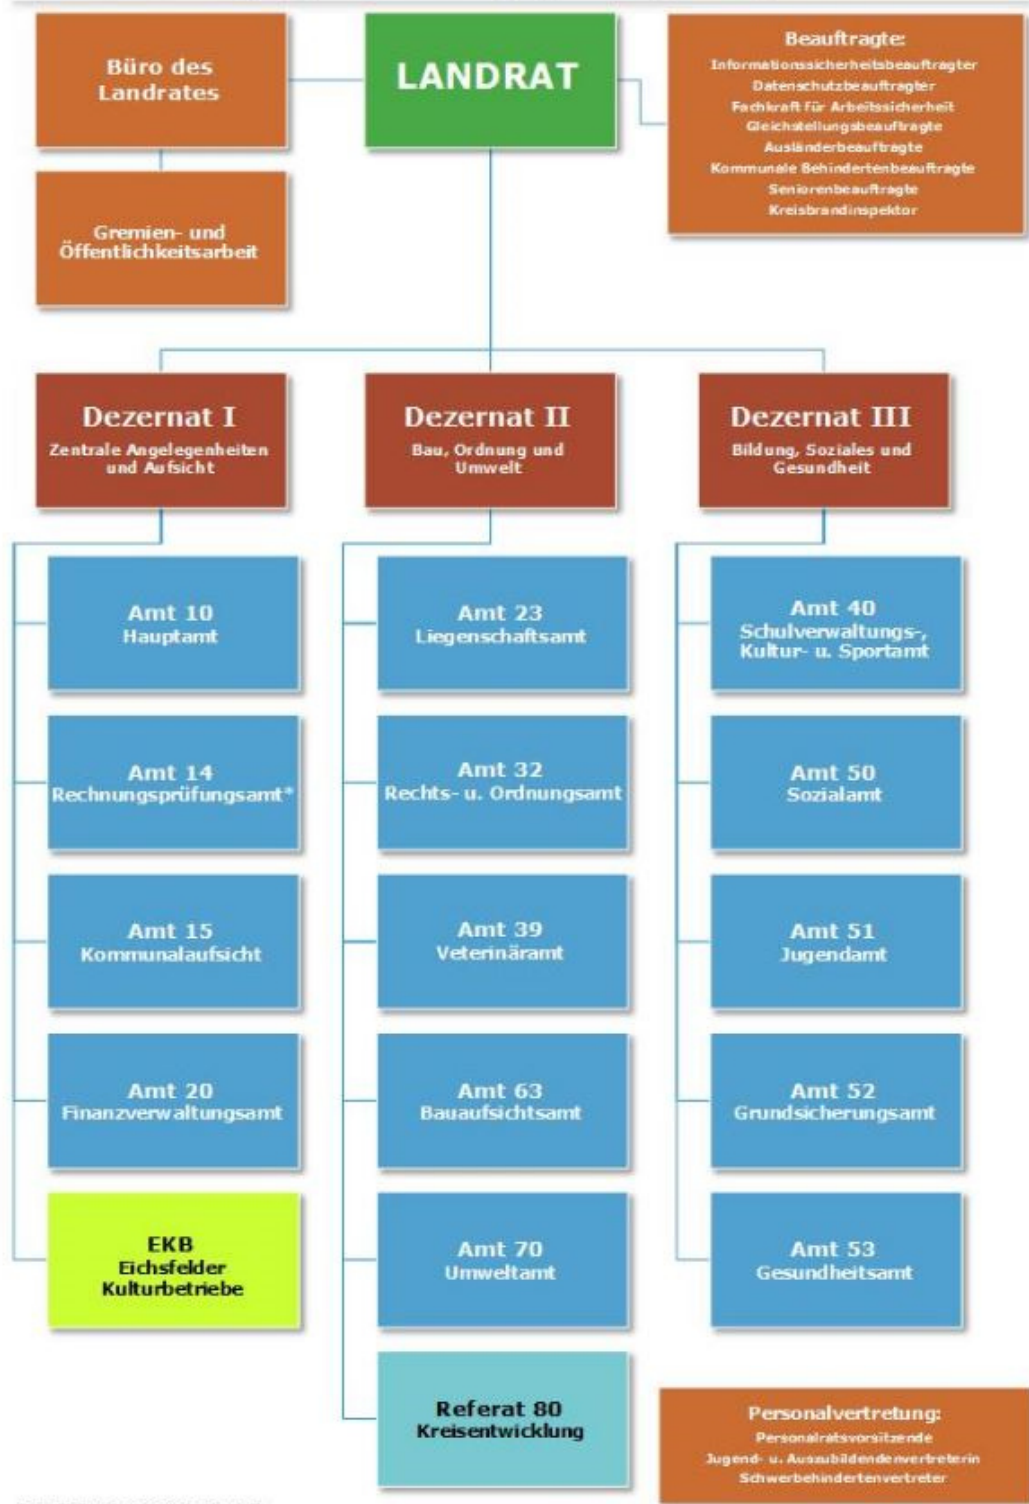 Büro des
Landrates
LANDRAT
Beauftragte:
Informationssicherheitsbeauftragter
Datenschutzbeauftragter
Fachkraft für Arbeitssicherheit
Gleichstellungsbeauftragte
Ausländerbeauftragte
Kommunale Behindertenbeauftragte
Seniorenbeauftragte
Kreisbrandinspektor
Gremien- und
Öffentlichkeitsarbeit
Dezernat I
Zentrale Angelegenheiten
und Aufsicht
Dezernat II
Bau, Ordnung und
Umwelt
Dezernat III
Bildung, Soziales und
Gesundheit
Amt 10
Hauptamt
Amt 14
Rechnungsprüfungsamt*
Amt 15
Kommunalaufsicht
Amt 20
Finanzverwaltungsamt
EKB
Eichsfelder
Kulturbetriebe
Amt 23
Liegenschaftsamt
Amt 32
Rechts- u. Ordnungsamt
Amt 39
Veterinäramt
Amt 63
Bauaufsichtsamt
Amt 70
Umweltamt
Referat 80
Kreisentwicklung
Amt 40
Schulverwaltungs-,
Kultur- u. Sportamt
Amt 50
Sozialamt
Amt 51
Jugendamt
Amt 52
Grundsicherungsamt
Amt 53
Gesundheitsamt
Personalvertretung:
Personalratsvorsitzende
Jugend- u. Auszubildendenvertreterin
Schwerbehindertenvertreter